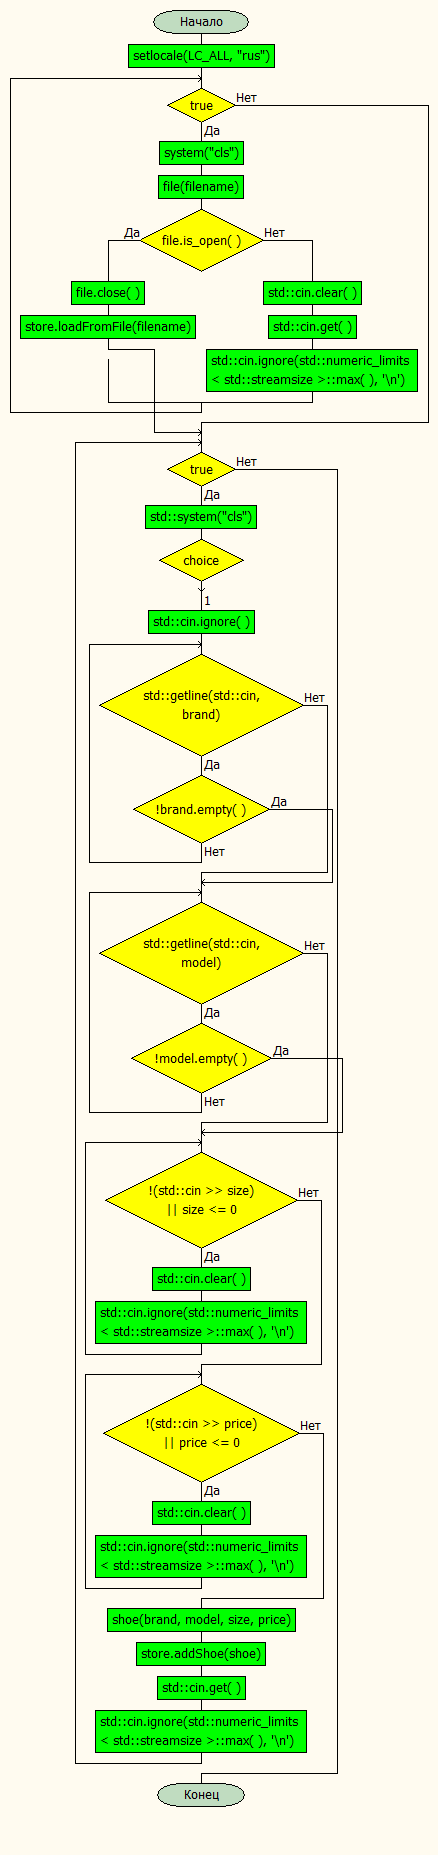 Начало
setlocale(LC_ALL, "rus")
true
Нет
Да
system("cls")
file(filename)
Да
file.is_open( )
Нет
file.close( )
std::cin.clear( )
store.loadFromFile(filename)
std::cin.get( )
std::cin.ignore(std::numeric_limits
< std::streamsize >::max( ), '\n')
true
Нет
Да
std::system("cls")
choice
1
std::cin.ignore( )
std::getline(std::cin,
brand)
Нет
Да
!brand.empty( )
Да
Нет
std::getline(std::cin,
model)
Нет
Да
!model.empty( )
Да
Нет
!(std::cin >> size)
|| size <= 0
Нет
Да
std::cin.clear( )
std::cin.ignore(std::numeric_limits
< std::streamsize >::max( ), '\n')
!(std::cin >> price)
|| price <= 0
Нет
Да
std::cin.clear( )
std::cin.ignore(std::numeric_limits
< std::streamsize >::max( ), '\n')
shoe(brand, model, size, price)
store.addShoe(shoe)
std::cin.get( )
std::cin.ignore(std::numeric_limits
< std::streamsize >::max( ), '\n')
Конец